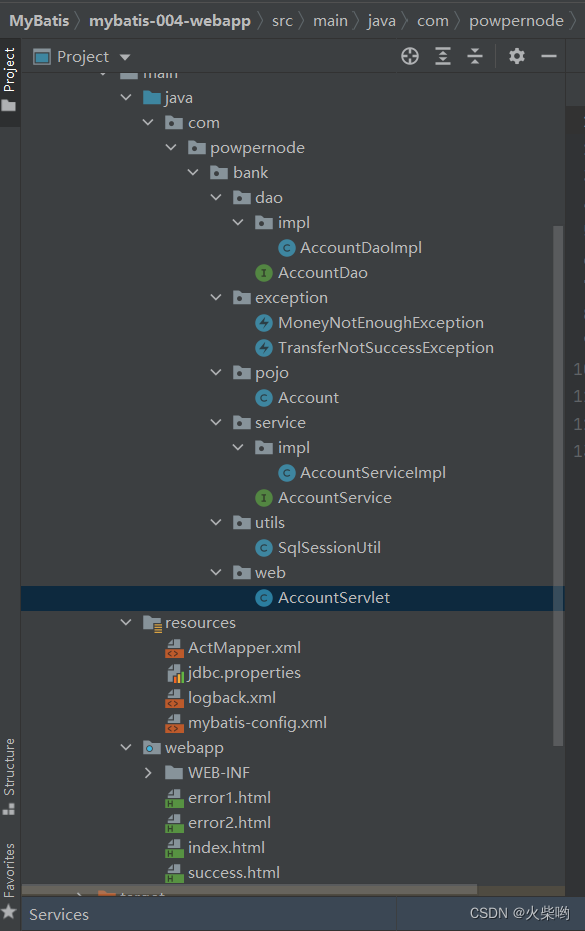 MyBatis mybatis-004-webapp src main java com powpernode
Project
Project
main
java
com
powpernode
bank
dao
impl
AccountDaoImpl
AccountDao
exception
MoneyNotEnoughException
TransferNotSuccessException
pojo
Account
service
impl
AccountServiceImpl
AccountService
utils
SqlSessionUtil
web
AccountServlet
resources
ActMapper.xml
jdbc.properties
logback.xml
mybatis-config.xml
webapp
WEB-INF
error1.html
error2.html
index.html
success.html
Structure
Favorites
Services
CSDN @火柴哟